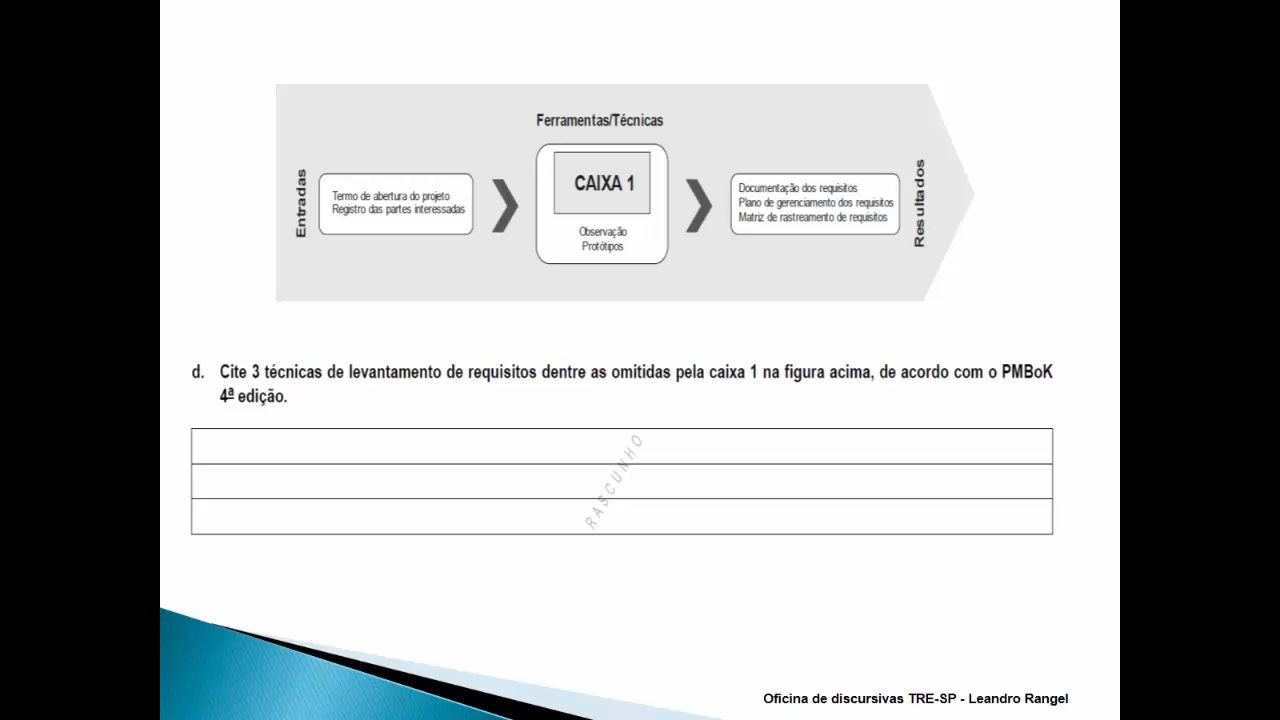 Ferramentas/Técnicas
Entradas
Termo de abertura do projeto
Registro das partes interessadas
CAIXA 1
Observação
Protótipos
Documentação dos requisitos
Plano de gerenciamento dos requisitos
Matriz de rastreamento de requisitos
Resultados
d. Cite 3 técnicas de levantamento de requisitos dentre as omitidas pela caixa 1 na figura acima, de acordo com o PMBoK
4ª edição.
RASCUNHO
Oficina de discursivas TRE-SP - Leandro Rangel